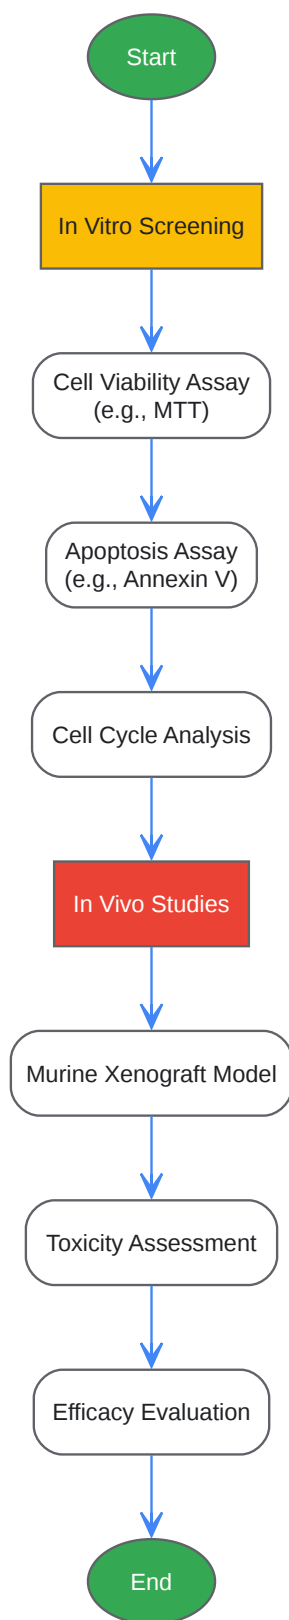 Start
In Vitro Screening
Cell Viability Assay
(e.g., MTT)
Apoptosis Assay
(e.g., Annexin V)
Cell Cycle Analysis
In Vivo Studies
Murine Xenograft Model
Toxicity Assessment
Efficacy Evaluation
End